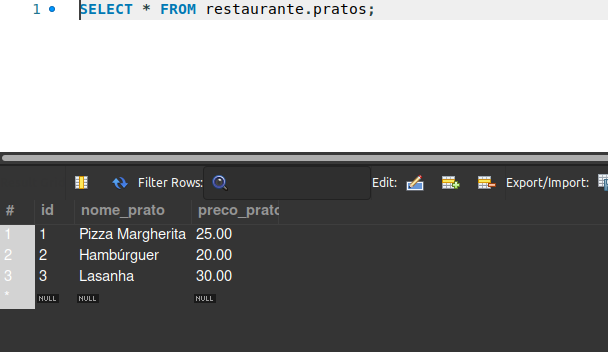 1 SELECT * FROM restaurante.pratos;
Filter Rows: Edit: Export/Import:
# id nome_prato preco_prato
1 1 Pizza Margherita 25.00
2 2 Hambúrguer 20.00
3 3 Lasanha 30.00
* NULL NULL NULL